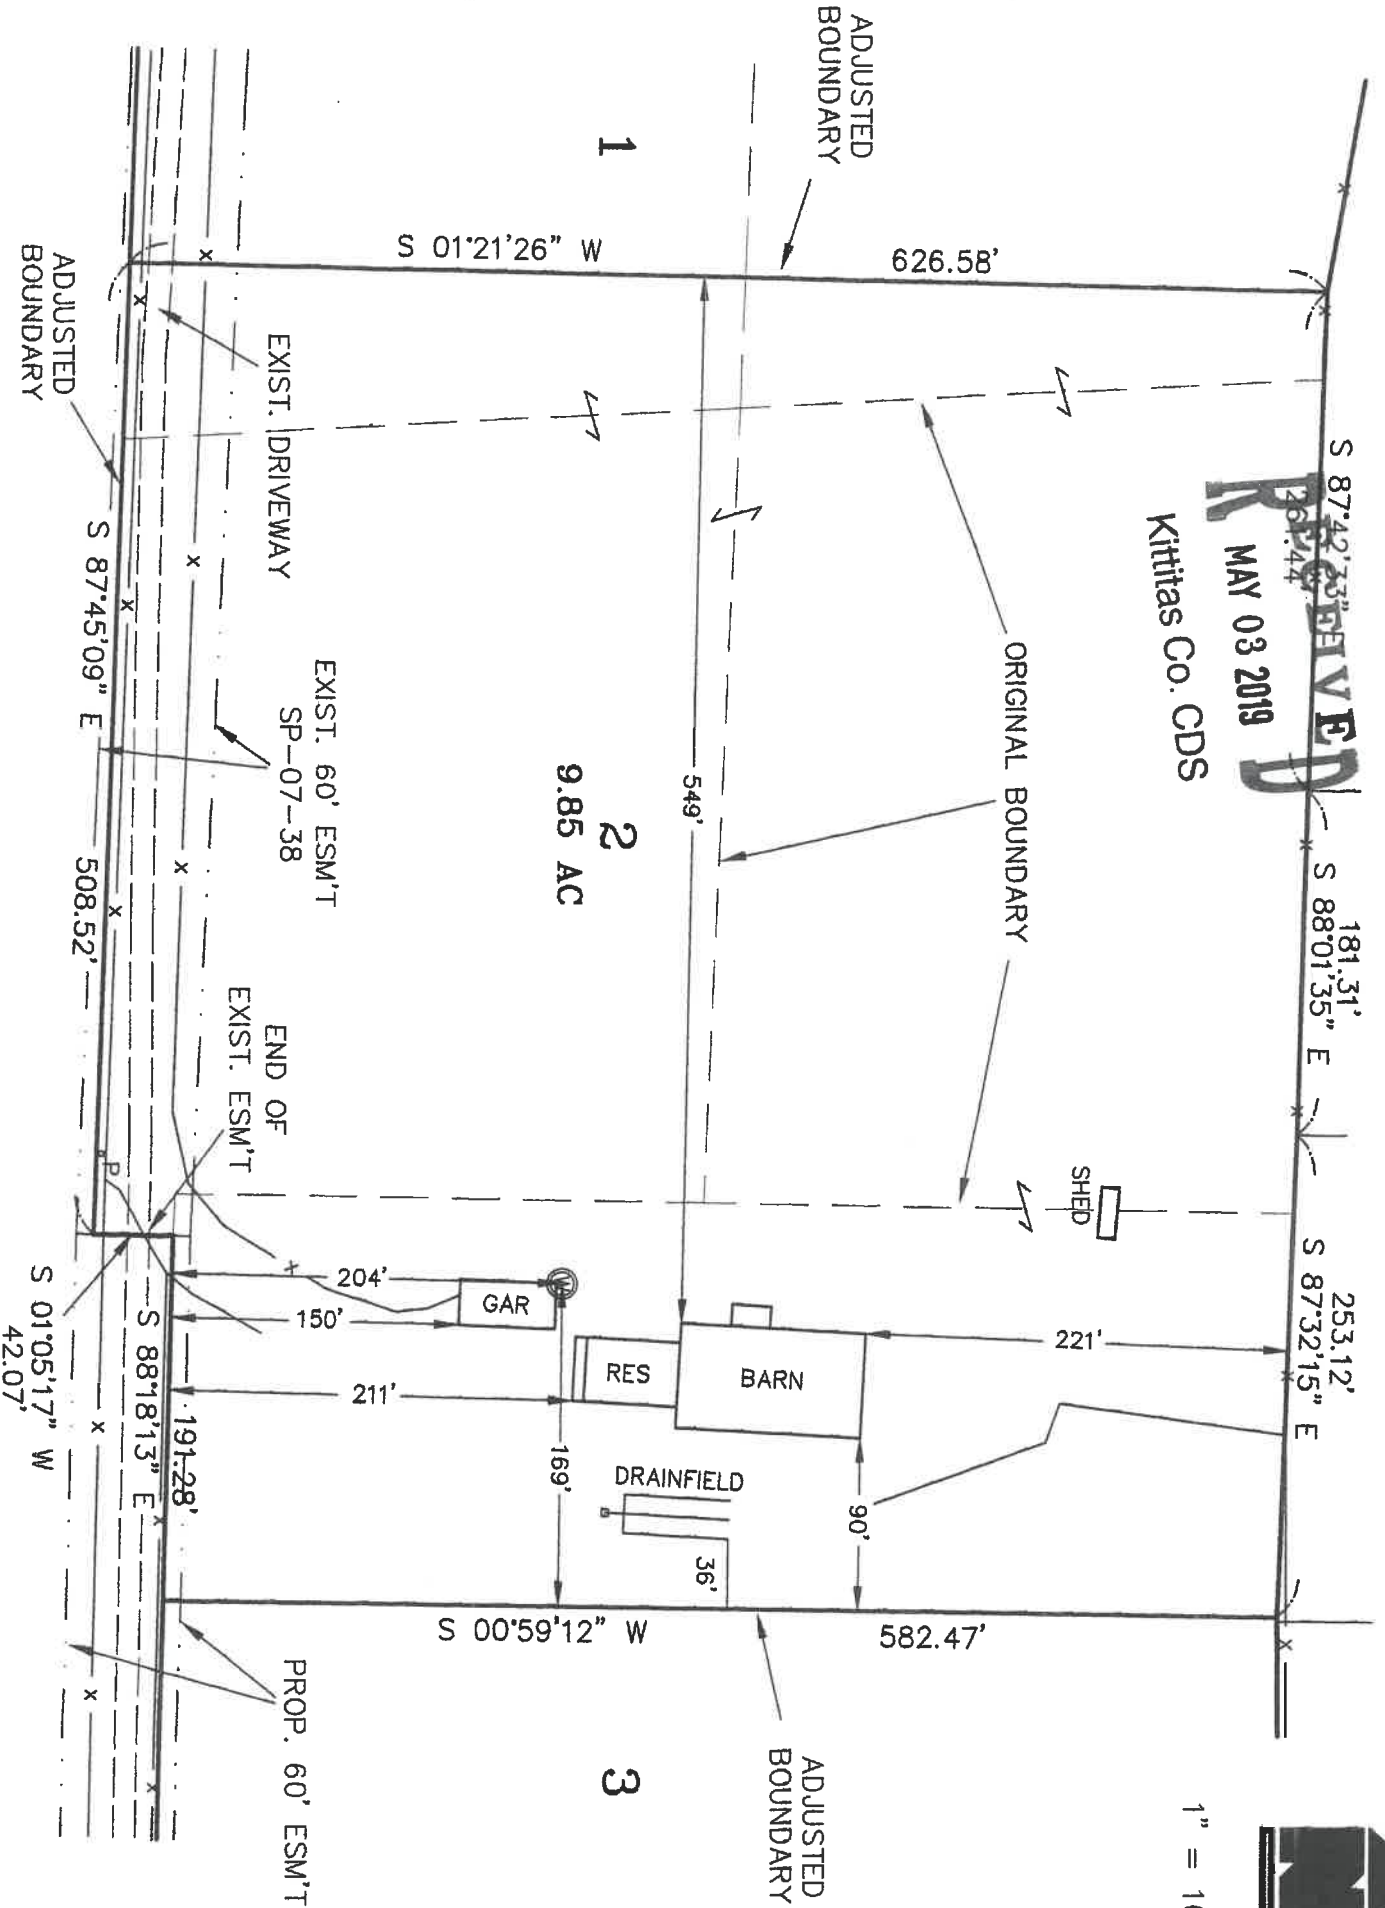 S 87°42'33" E
261.44'
181.31'
S 88°01'35" E
253.12'
S 87°32'15" E
RECEIVED
MAY 03 2019
Kittitas Co. CDS
1" =
ADJUSTED
BOUNDARY
1
S 01°21'26" W
626.58'
ORIGINAL BOUNDARY
549'
2
9.85 AC
SHED
221'
BARN
RES
GAR
W
204'
150'
211'
169'
90'
DRAINFIELD
36'
S 00°59'12" W
582.47'
ADJUSTED
BOUNDARY
3
EXIST. DRIVEWAY
EXIST. 60' ESM'T
SP-07-38
END OF
EXIST. ESM'T
P
ADJUSTED
BOUNDARY
S 87°45'09" E
508.52'
191.28'
S 88°18'13" E
S 01°05'17" W
42.07'
PROP. 60' ESM'T